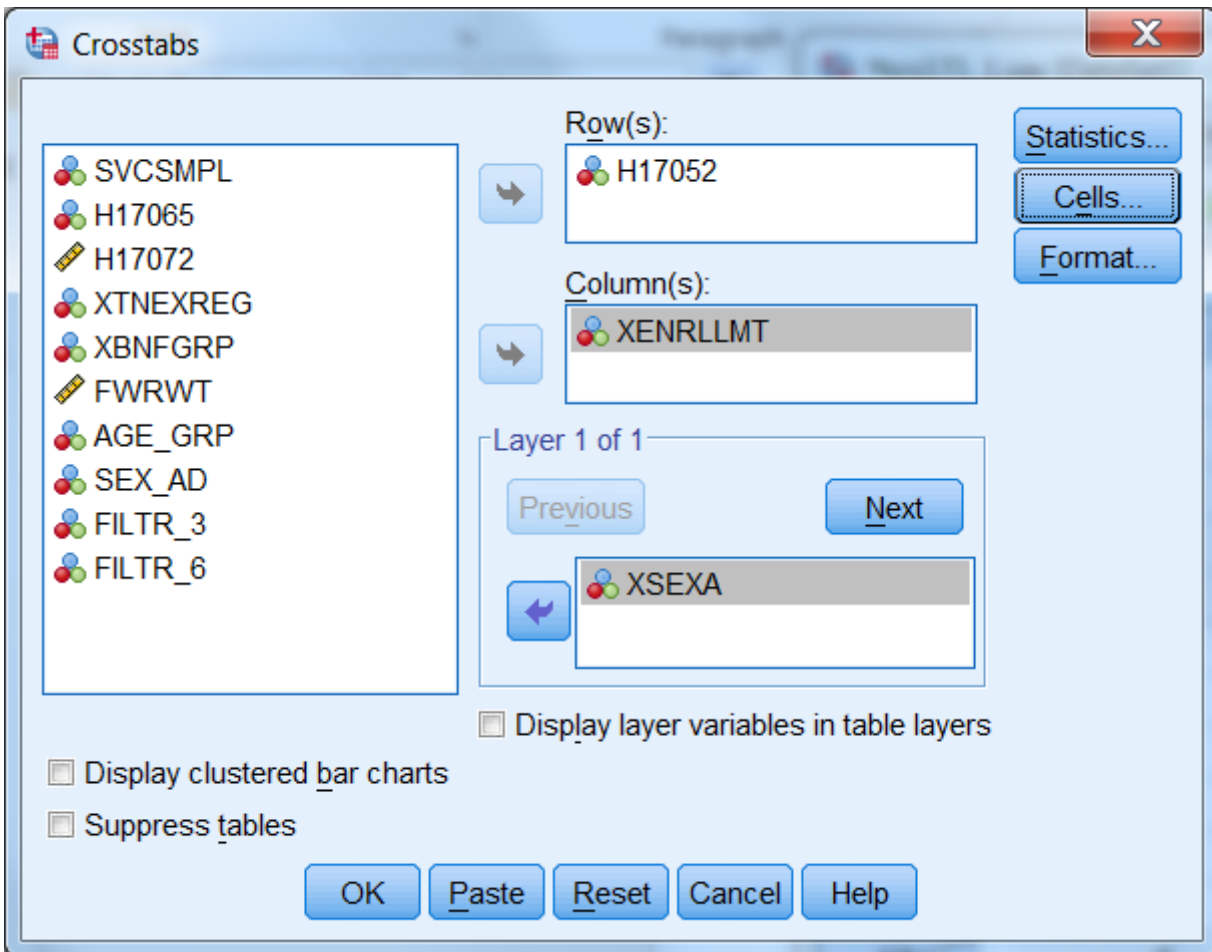 Crosstabs
Row(s):
Statistics...
SVCSMPL
H17052
H17065
Cells...
H17072
Format...
Column(s):
XTNEXREG
XENRLLMT
XBNFGRP
FWRWT
AGE_GRP
Layer 1 of 1
SEX_AD
Previous
Next
FILTR_3
FILTR_6
XSEXA
Display layer variables in table layers
Display clustered bar charts
Suppress tables
OK
Paste
Reset
Cancel
Help